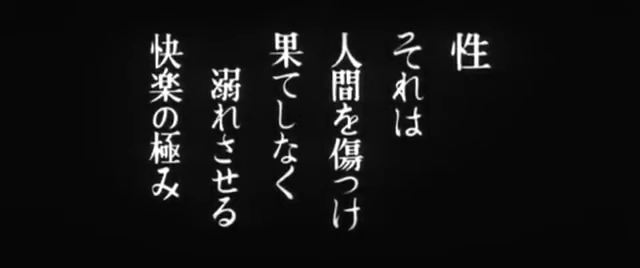 性
それは
人間を傷つけ
果てしなく
溺れさせる
快楽の極み